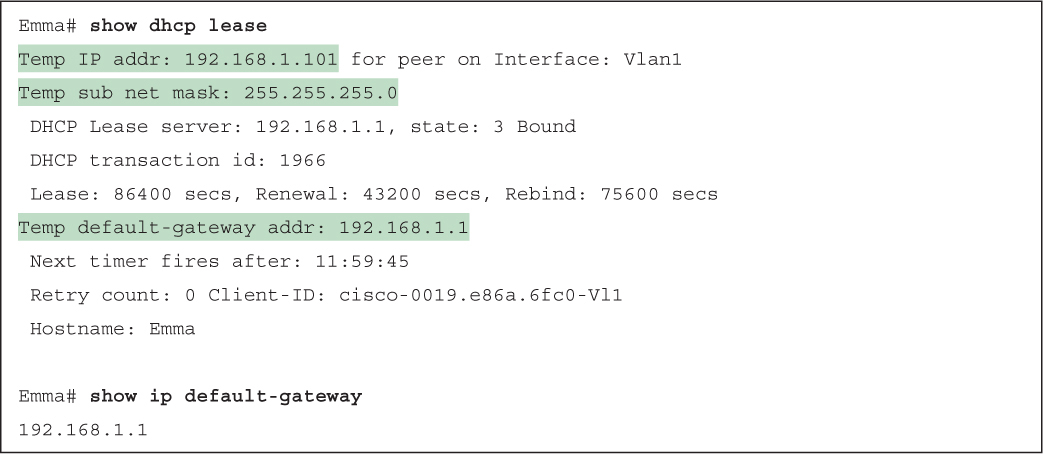 Emma# show dhcp lease
Temp IP addr: 192.168.1.101 for peer on Interface: Vlan1
Temp sub net mask: 255.255.255.0
DHCP Lease server: 192.168.1.1, state: 3 Bound
DHCP transaction id: 1966
Lease: 86400 secs, Renewal: 43200 secs, Rebind: 75600 secs
Temp default-gateway addr: 192.168.1.1
Next timer fires after: 11:59:45
Retry count: 0 Client-ID: cisco-0019.e86a.6fc0-Vl1
Hostname: Emma
Emma# show ip default-gateway
192.168.1.1